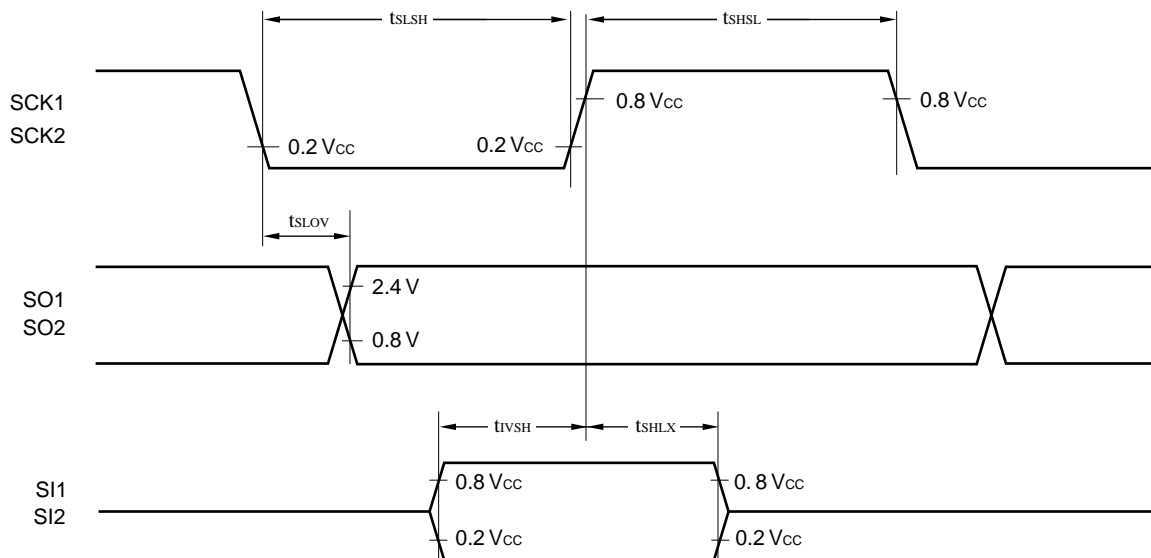 tSLSH
tSHSL
SCK1
SCK2
0.8 VCC
0.8 VCC
0.2 VCC
0.2 VCC
tSLOV
SO1
SO2
2.4 V
0.8 V
tIVSH
tSHLX
SI1
SI2
0.8 VCC
0.8 VCC
0.2 VCC
0.2 VCC